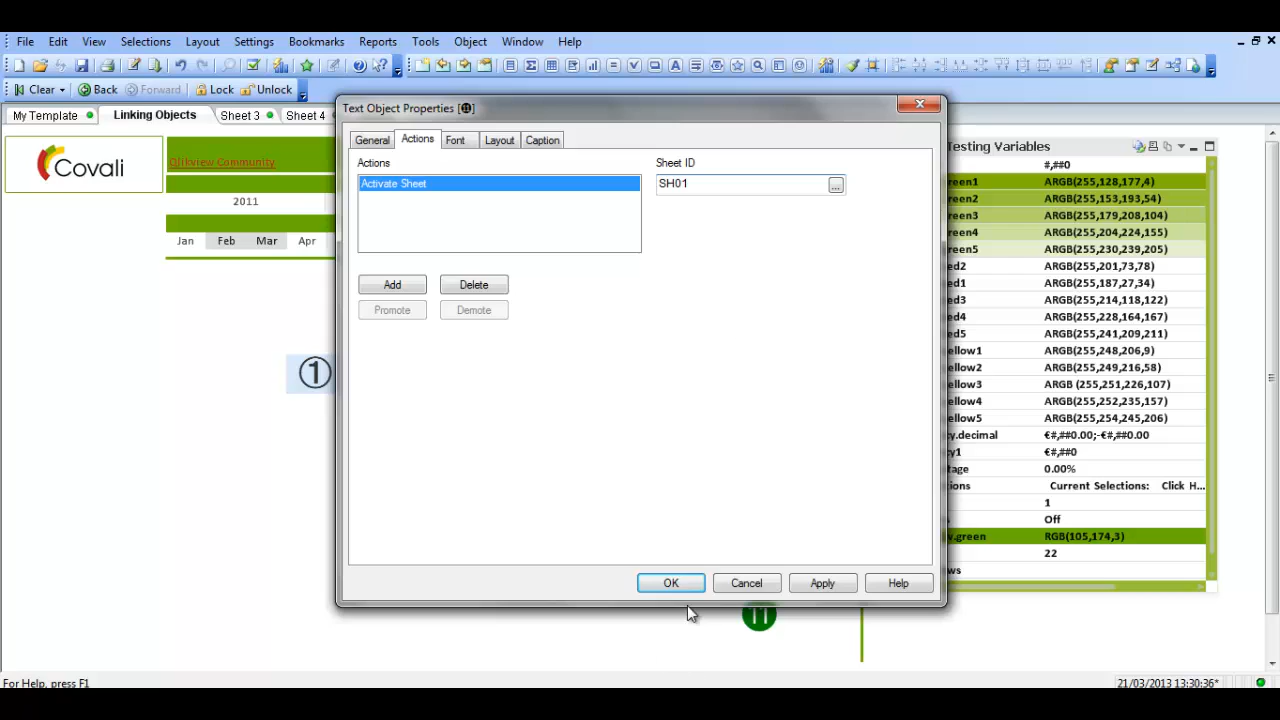 File Edit View Selections Layout Settings Bookmarks Reports Tools Object Window Help
Clear Back Forward Lock Unlock
My Template Linking Objects Sheet 3 Sheet 4
Covali
Qlikview Community
2011
Jan Feb Mar Apr
①
Text Object Properties [⓫]
General Actions Font Layout Caption
Actions
Activate Sheet
Sheet ID
SH01
...
Add Delete
Promote Demote
OK Cancel Apply Help
11
Testing Variables
#,##0
reen1 ARGB(255,128,177,4)
reen2 ARGB(255,153,193,54)
reen3 ARGB(255,179,208,104)
reen4 ARGB(255,204,224,155)
reen5 ARGB(255,230,239,205)
ed2 ARGB(255,201,73,78)
ed1 ARGB(255,187,27,34)
ed3 ARGB(255,214,118,122)
ed4 ARGB(255,228,164,167)
ed5 ARGB(255,241,209,211)
ellow1 ARGB(255,248,206,9)
ellow2 ARGB(255,249,216,58)
ellow3 ARGB (255,251,226,107)
ellow4 ARGB(255,252,235,157)
ellow5 ARGB(255,254,245,206)
y.decimal €#,##0.00;-€#,##0.00
cy1 €#,##0
tage 0.00%
tions Current Selections: Click H...
1
s Off
y.green RGB(105,174,3)
22
ws
For Help, press F1
21/03/2013 13:30:36*